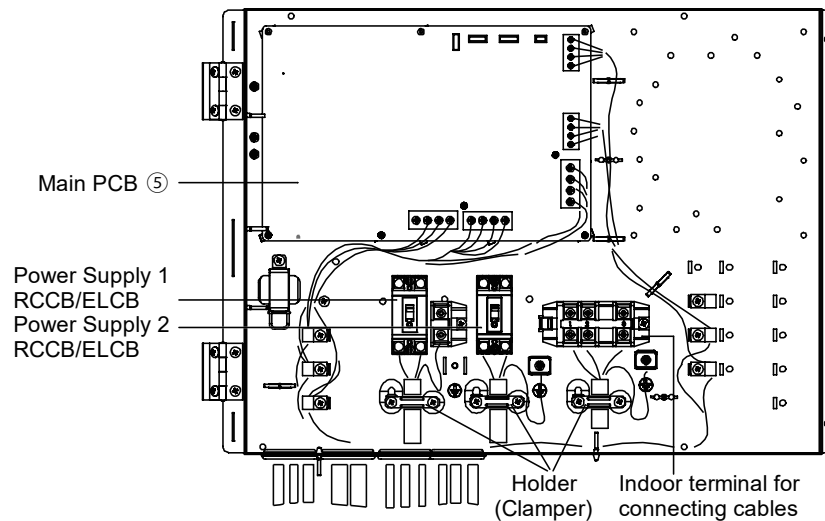 Main PCB ⑤
Power Supply 1
RCCB/ELCB
Power Supply 2
RCCB/ELCB
Holder
(Clamper)
Indoor terminal for
connecting cables